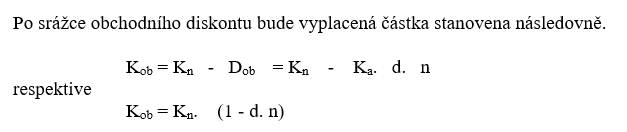 Po srážce obchodního diskontu bude vyplacená částka stanovena následovně.
Kob = Kn - Dob = Kn - Ka. d. n
respektive
Kob = Kn. (1 - d. n)